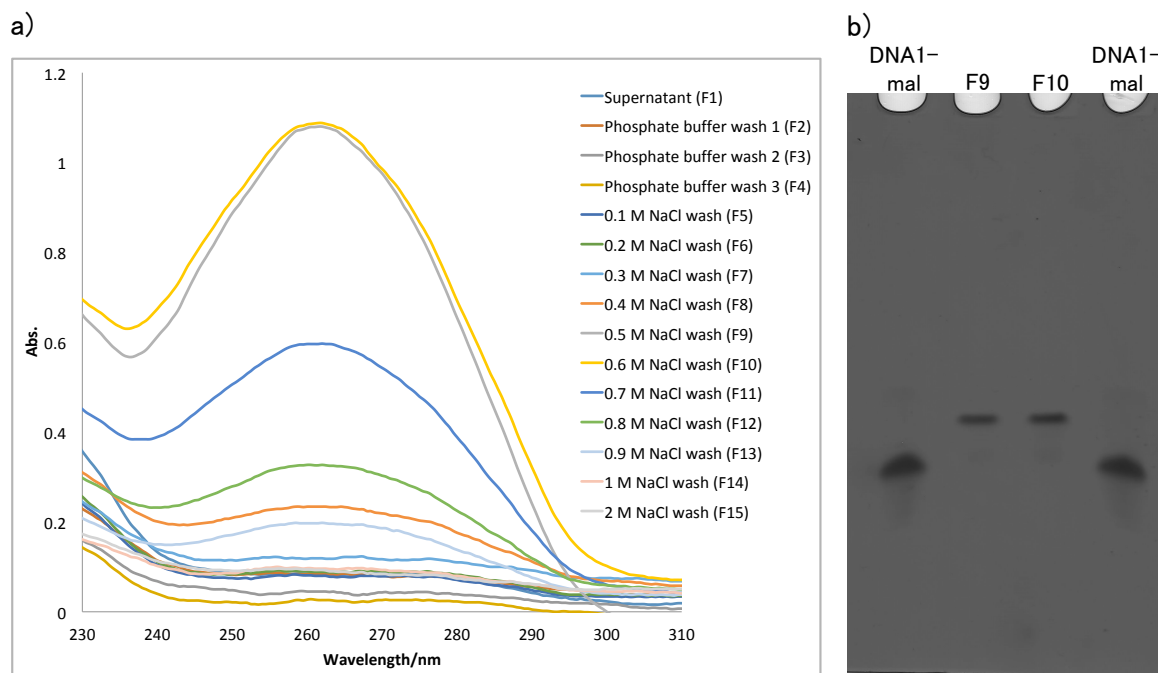 a)
1.2
1
0.8
0.6
0.4
0.2
0
Abs.
230 240 250 260 270 280 290 300 310
Wavelength/nm
Supernatant (F1)
Phosphate buffer wash 1 (F2)
Phosphate buffer wash 2 (F3)
Phosphate buffer wash 3 (F4)
0.1 M NaCl wash (F5)
0.2 M NaCl wash (F6)
0.3 M NaCl wash (F7)
0.4 M NaCl wash (F8)
0.5 M NaCl wash (F9)
0.6 M NaCl wash (F10)
0.7 M NaCl wash (F11)
0.8 M NaCl wash (F12)
0.9 M NaCl wash (F13)
1 M NaCl wash (F14)
2 M NaCl wash (F15)
b)
DNA1- DNA1-
mal F9 F10 mal